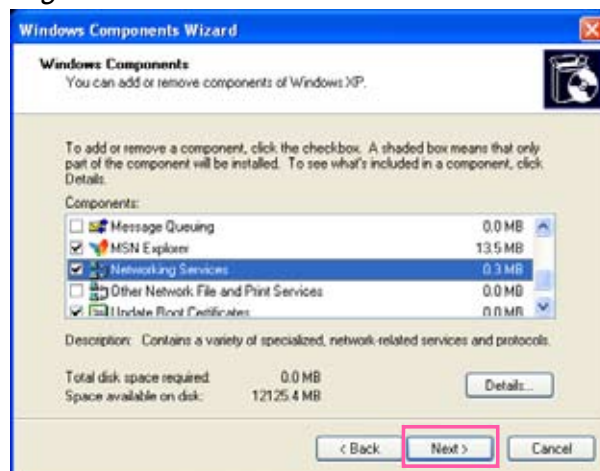 Windows Components Wizard
Windows Components
You can add or remove components of Windows XP.
To add or remove a component, click the checkbox. A shaded box means that only
part of the component will be installed. To see what's included in a component, click
Details.
Components:
Message Queuing 0.0 MB
MSN Explorer 13.5 MB
Networking Services 0.3 MB
Other Network File and Print Services 0.0 MB
Update Root Certificates 0.0 MB
Description: Contains a variety of specialized, network-related services and protocols.
Total disk space required: 0.0 MB
Space available on disk: 12125.4 MB
Details...
< Back Next > Cancel